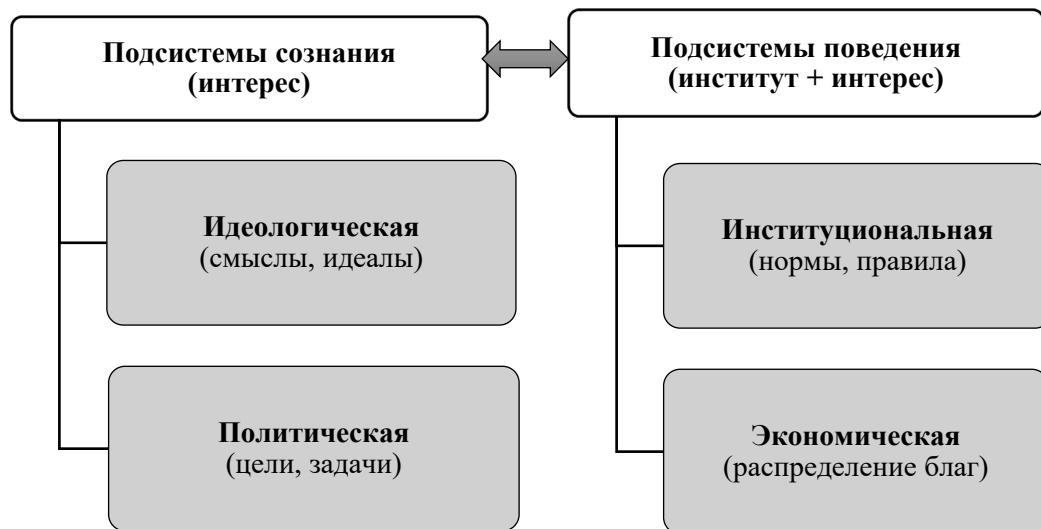 Подсистемы сознания
(интерес)
Подсистемы поведения
(институт + интерес)
Идеологическая
(смыслы, идеалы)
Институциональная
(нормы, правила)
Политическая
(цели, задачи)
Экономическая
(распределение благ)